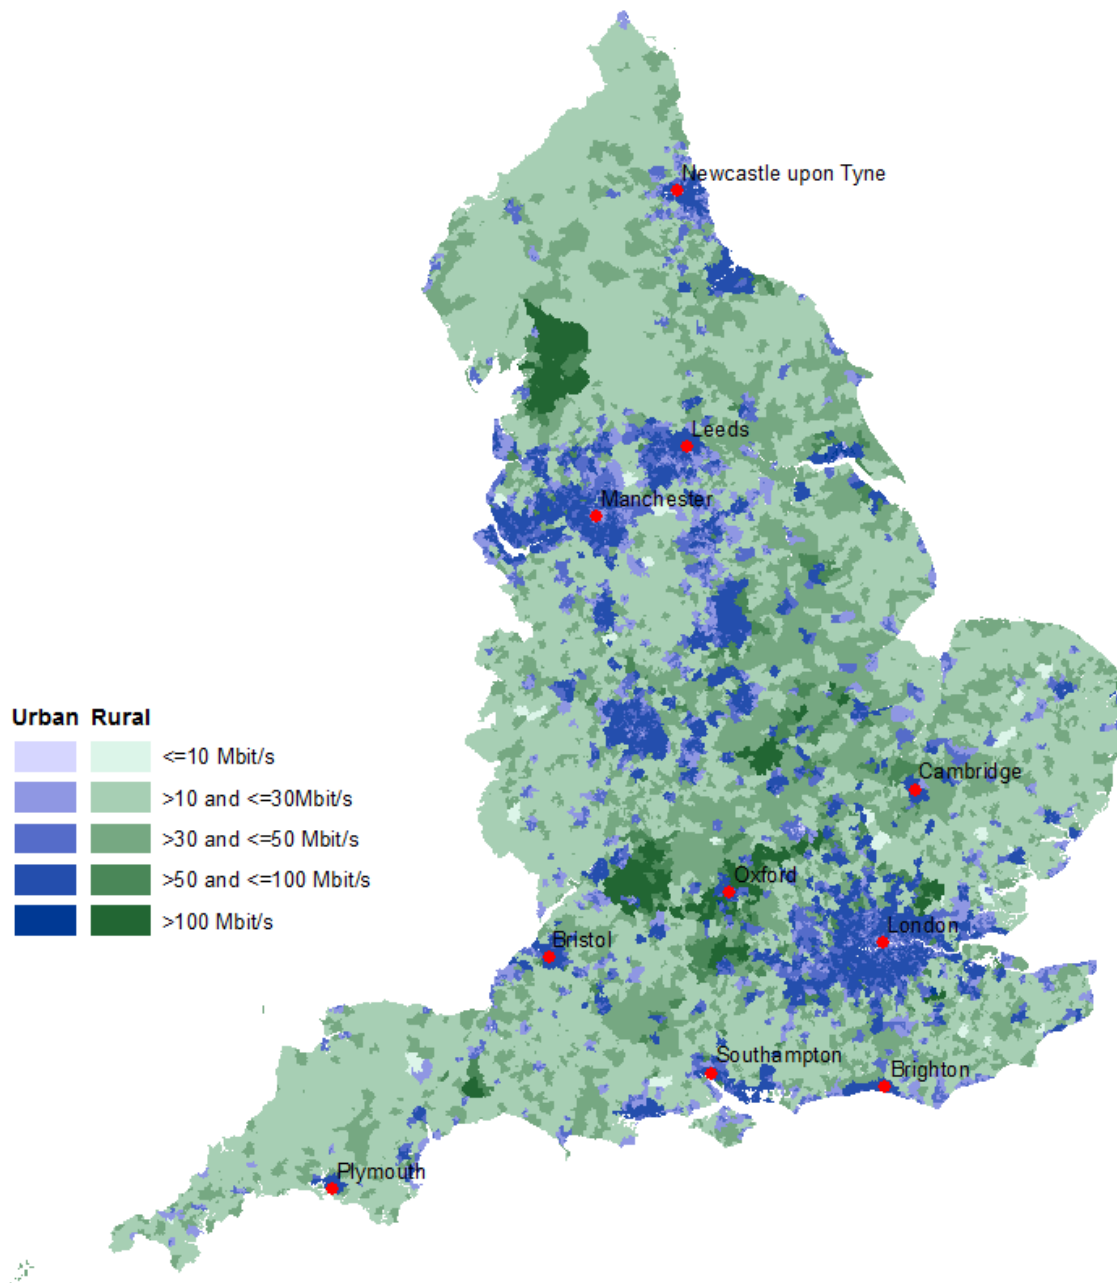 Newcastle upon Tyne
Leeds
Manchester
Urban Rural
<=10 Mbit/s
>10 and <=30Mbit/s
>30 and <=50 Mbit/s
>50 and <=100 Mbit/s
>100 Mbit/s
Cambridge
Oxford
London
Bristol
Southampton
Brighton
Plymouth